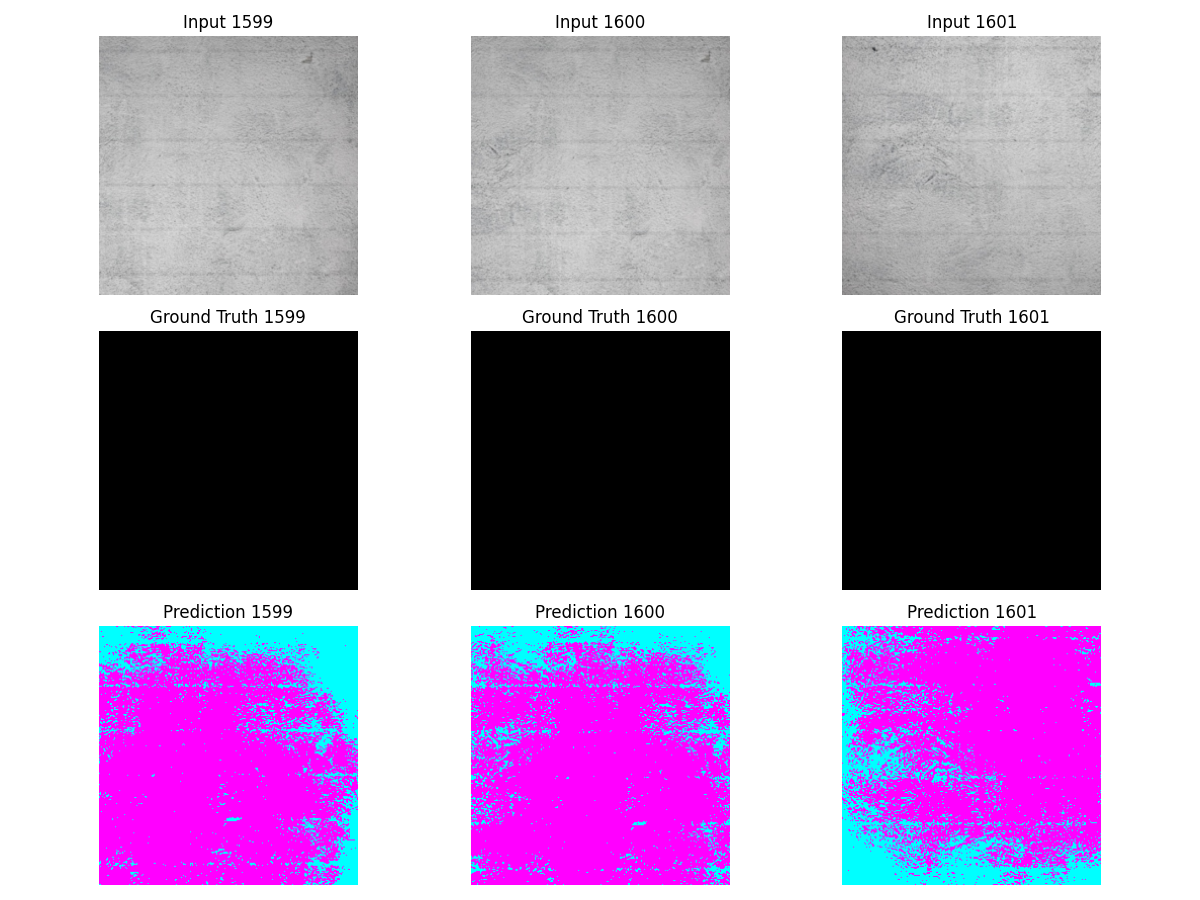 Input 1599
Input 1600
Input 1601
Ground Truth 1599
Ground Truth 1600
Ground Truth 1601
Prediction 1599
Prediction 1600
Prediction 1601